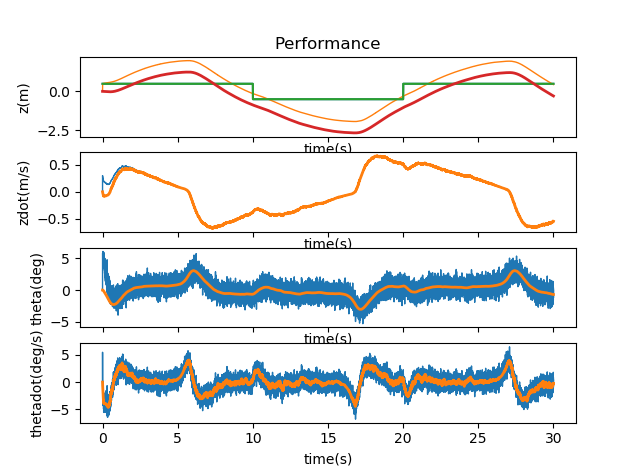 Performance
z(m)
0.0
−2.5
time(s)
zdot(m/s)
0.5
0.0
−0.5
time(s)
theta(deg)
5
0
−5
time(s)
thetadot(deg/s)
5
0
−5
0 5 10 15 20 25 30
time(s)